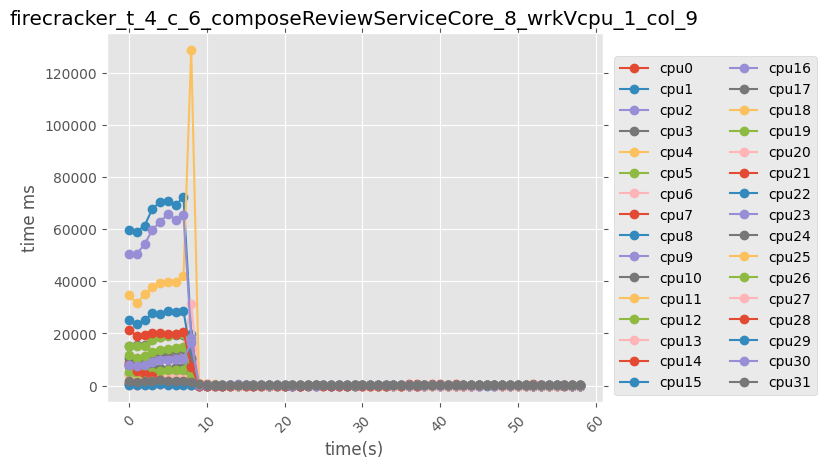 firecracker_t_4_c_6_composeReviewServiceCore_8_wrkVcpu_1_col_9
time ms
120000
100000
80000
60000
40000
20000
0
0
10
20
30
40
50
60
time(s)
cpu0
cpu1
cpu2
cpu3
cpu4
cpu5
cpu6
cpu7
cpu8
cpu9
cpu10
cpu11
cpu12
cpu13
cpu14
cpu15
cpu16
cpu17
cpu18
cpu19
cpu20
cpu21
cpu22
cpu23
cpu24
cpu25
cpu26
cpu27
cpu28
cpu29
cpu30
cpu31